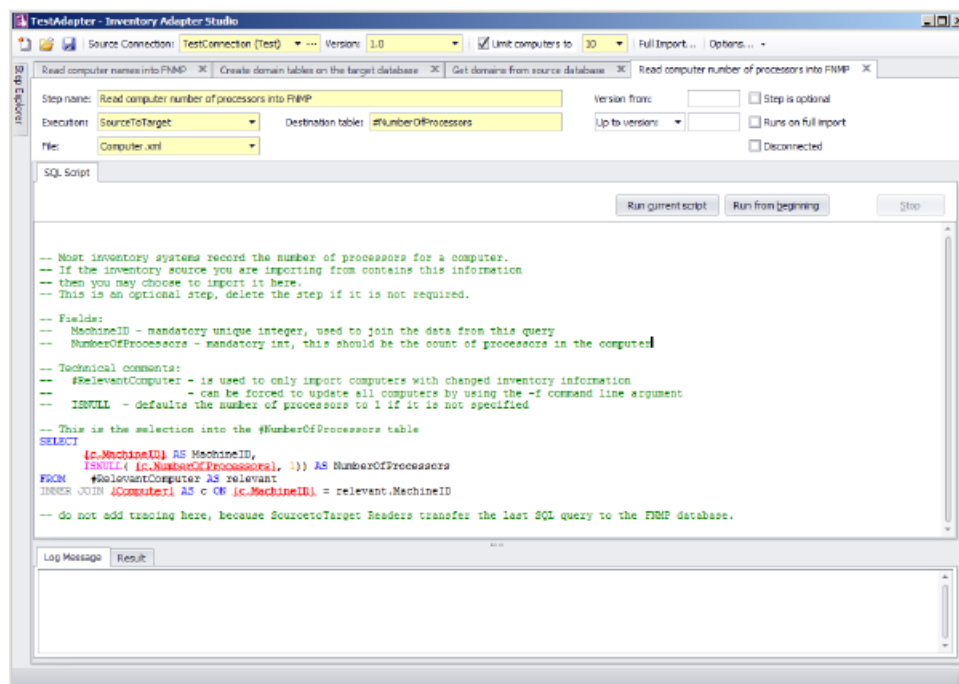 TestAdapter - Inventory Adapter Studio
Source Connection: TestConnection (Test) Version: 1.0 Limit computers to 10 Full Import... Options...
Step Explorer
Read computer names into FNMP Create domain tables on the target database Get domains from source database Read computer number of processors into FNMP
Step name: Read computer number of processors into FNMP Version from: Step is optional
Execution: SourceToTarget Destination table: #NumberOfProcessors Up to version: Runs on full import
File: Computer.xml Disconnected
SQL Script
Run current script Run from beginning Stop
-- Most inventory systems record the number of processors for a computer.
-- If the inventory source you are importing from contains this information
-- then you may choose to import it here.
-- This is an optional step, delete the step if it is not required.
-- Fields:
-- MachineID - mandatory unique integer, used to join the data from this query
-- NumberOfProcessors - mandatory int, this should be the count of processors in the computer
-- Technical comments:
-- #RelevantComputer - is used to only import computers with changed inventory information
-- - can be forced to update all computers by using the -f command line argument
-- ISNULL - defaults the number of processors to 1 if it is not specified
-- This is the selection into the #NumberOfProcessors table
SELECT
{c.MachineID} AS MachineID,
ISNULL( {c.NumberOfProcessors}, 1)) AS NumberOfProcessors
FROM #RelevantComputer AS relevant
INNER JOIN {Computer} AS c ON {c.MachineID} = relevant.MachineID
-- do not add tracing here, because SourcetoTarget Readers transfer the last SQL query to the FNMP database.
Log Message Result